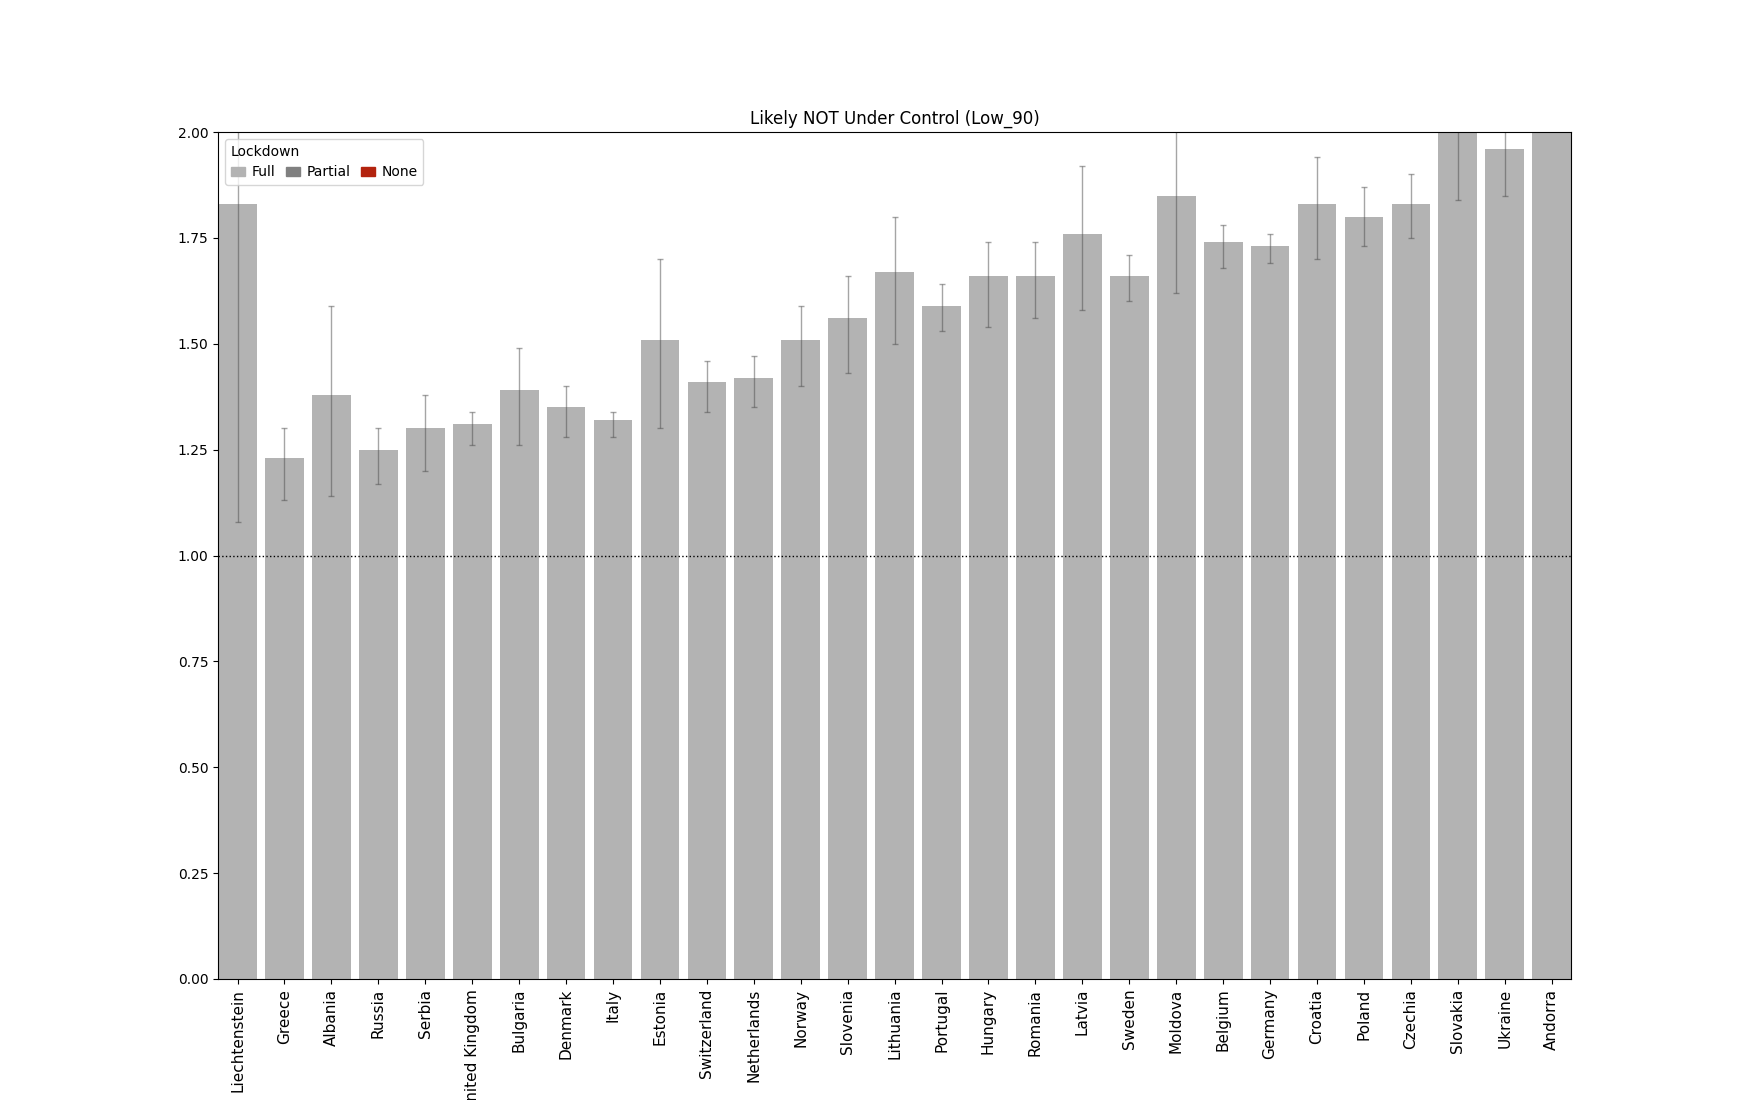 Likely NOT Under Control (Low_90)
Lockdown
Full Partial None
2.00
1.75
1.50
1.25
1.00
0.75
0.50
0.25
0.00
Liechtenstein
Greece
Albania
Russia
Serbia
nited Kingdom
Bulgaria
Denmark
Italy
Estonia
Switzerland
Netherlands
Norway
Slovenia
Lithuania
Portugal
Hungary
Romania
Latvia
Sweden
Moldova
Belgium
Germany
Croatia
Poland
Czechia
Slovakia
Ukraine
Andorra